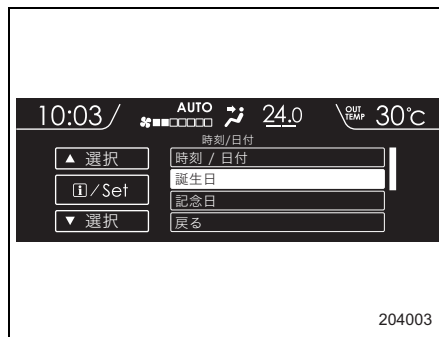 10:03 AUTO 24.0 OUT TEMP 30℃
時刻/日付
▲ 選択
時刻 / 日付
i/Set
誕生日
記念日
▼ 選択
戻る
204003